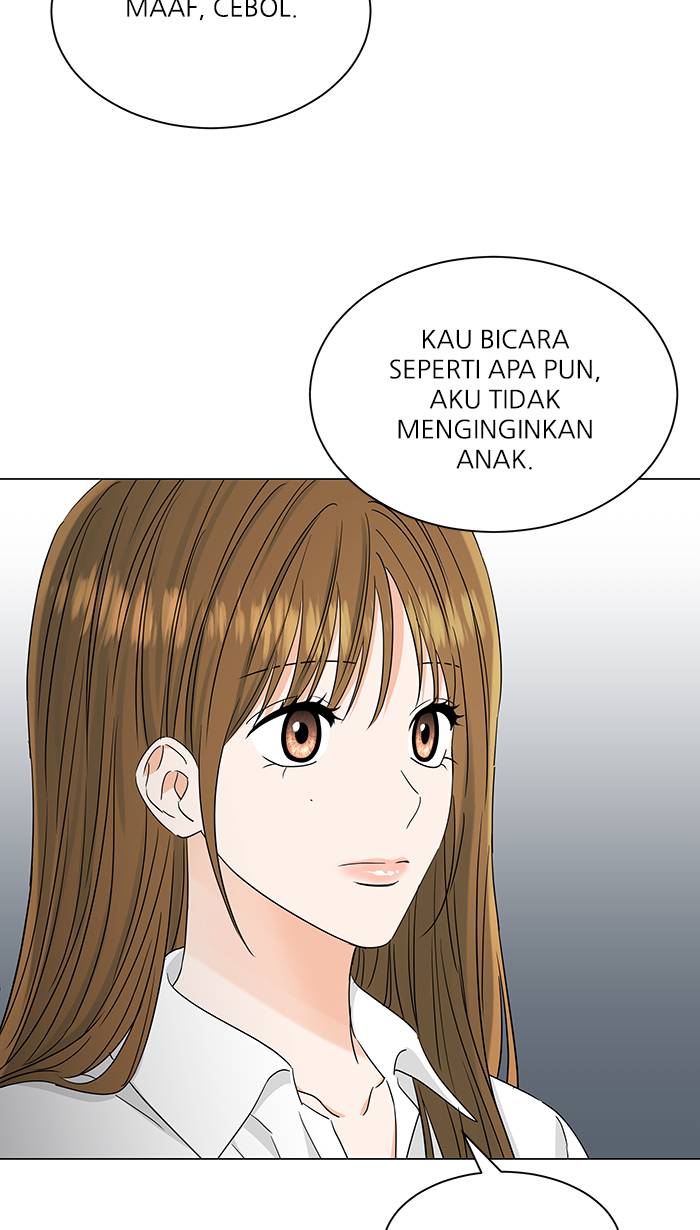 MAAF, CEBOL.
KAU BICARA
SEPERTI APA PUN,
AKU TIDAK
MENGINGINKAN
ANAK.